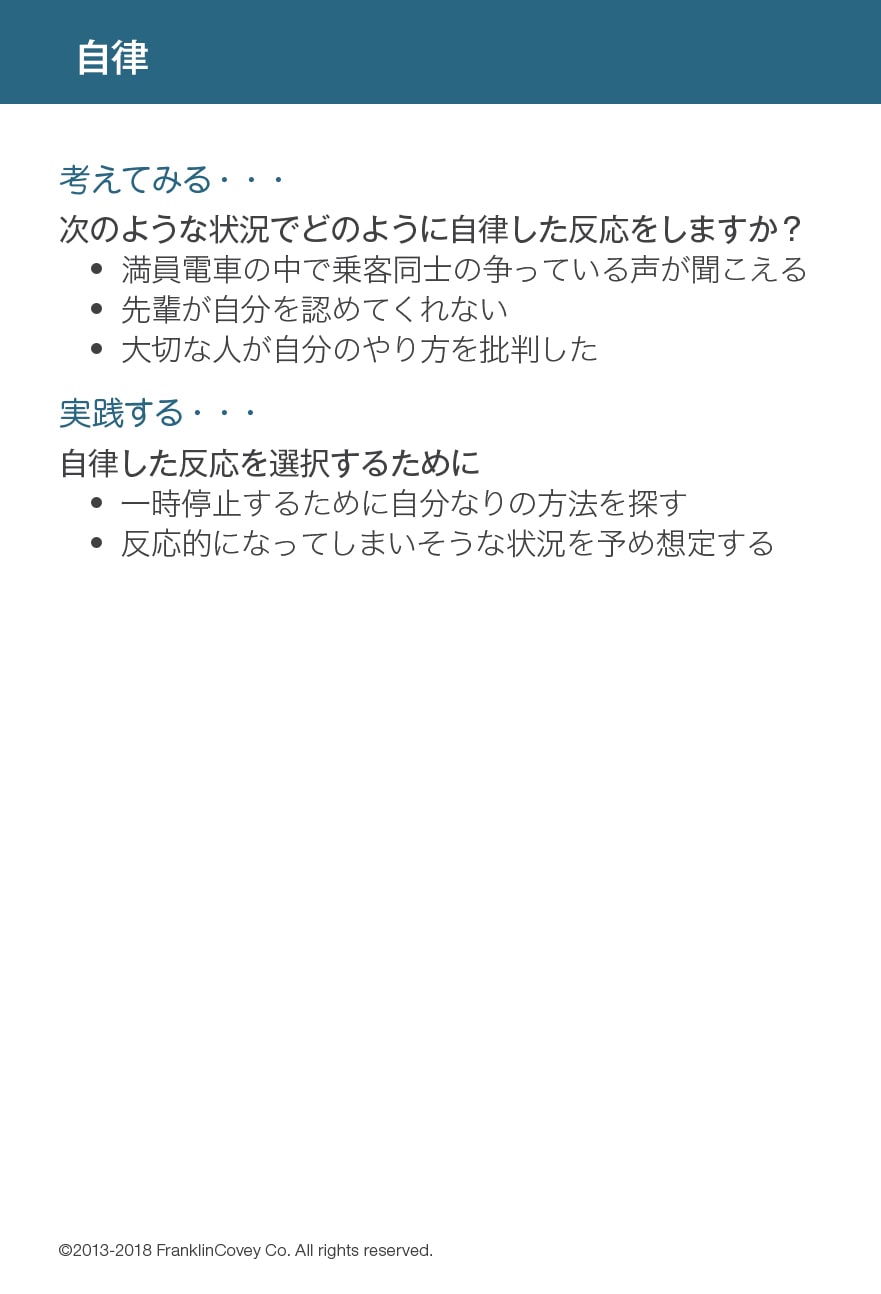 自律
考えてみる・・・
次のような状況でどのように自律した反応をしますか？
• 満員電車の中で乗客同士の争っている声が聞こえる
• 先輩が自分を認めてくれない
• 大切な人が自分のやり方を批判した
実践する・・・
自律した反応を選択するために
• 一時停止するために自分なりの方法を探す
• 反応的になってしまいそうな状況を予め想定する
©2013-2018 FranklinCovey Co. All rights reserved.